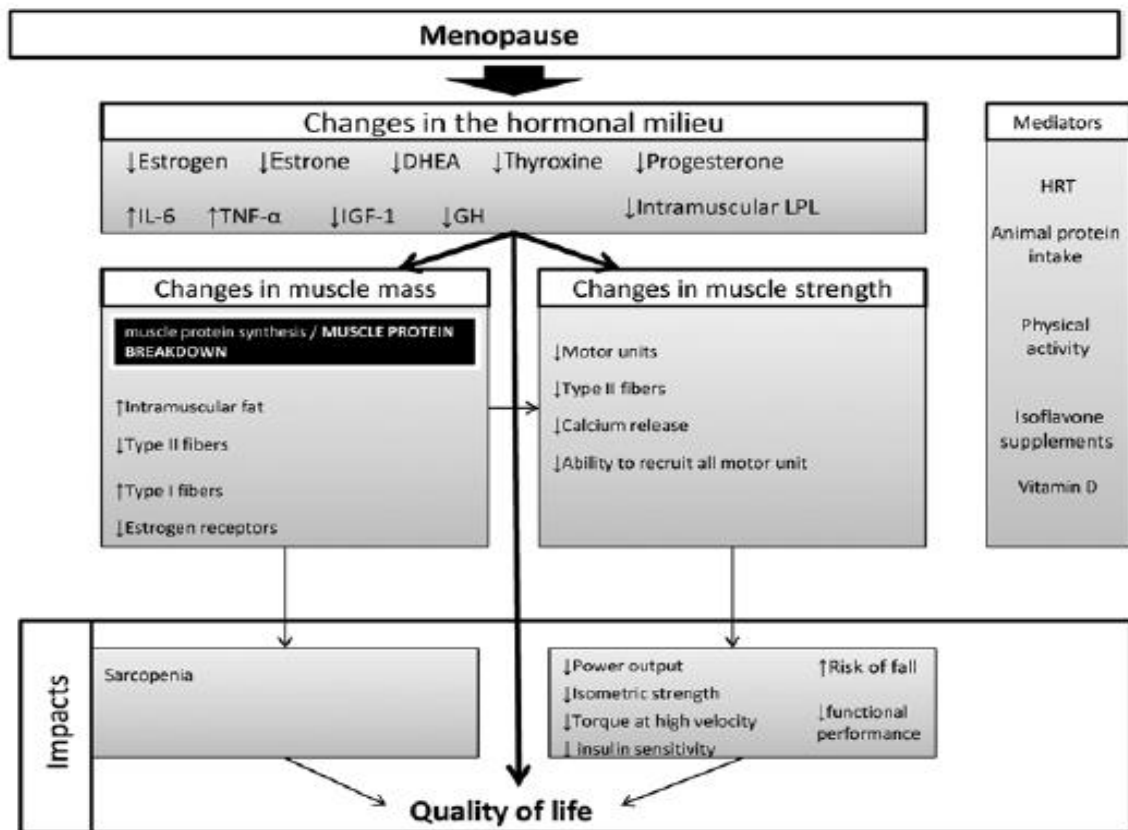 Menopause
Changes in the hormonal milieu
↓Estrogen ↓Estrone ↓DHEA ↓Thyroxine ↓Progesterone
↑IL-6 ↑TNF-α ↓IGF-1 ↓GH ↓Intramuscular LPL
Changes in muscle mass
muscle protein synthesis / MUSCLE PROTEIN
BREAKDOWN
↑Intramuscular fat
↓Type II fibers
↑Type I fibers
↓Estrogen receptors
Changes in muscle strength
↓Motor units
↓Type II fibers
↓Calcium release
↓Ability to recruit all motor unit
Mediators
HRT
Animal protein
intake
Physical
activity
Isoflavone
supplements
Vitamin D
Impacts
Sarcopenia
↓Power output
↓Isometric strength
↓Torque at high velocity
↓ insulin sensitivity
↑Risk of fall
↓functional
performance
Quality of life